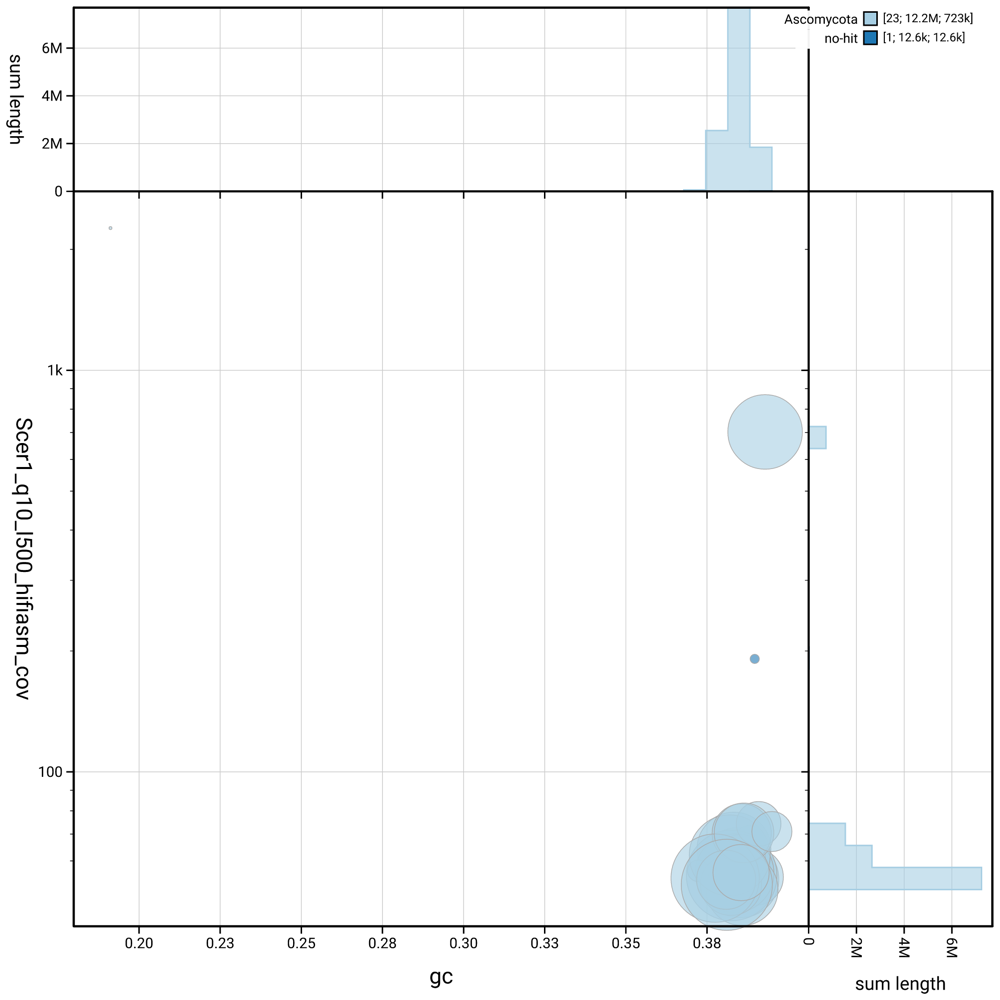 Ascomycota [23; 12.2M; 723k]
no-hit [1; 12.6k; 12.6k]
sum length
6M
4M
2M
0
Scer1_q10_l500_hifiasm_cov
1k
100
0.20 0.23 0.25 0.28 0.30 0.33 0.35 0.38
gc
0 2M 4M 6M
sum length